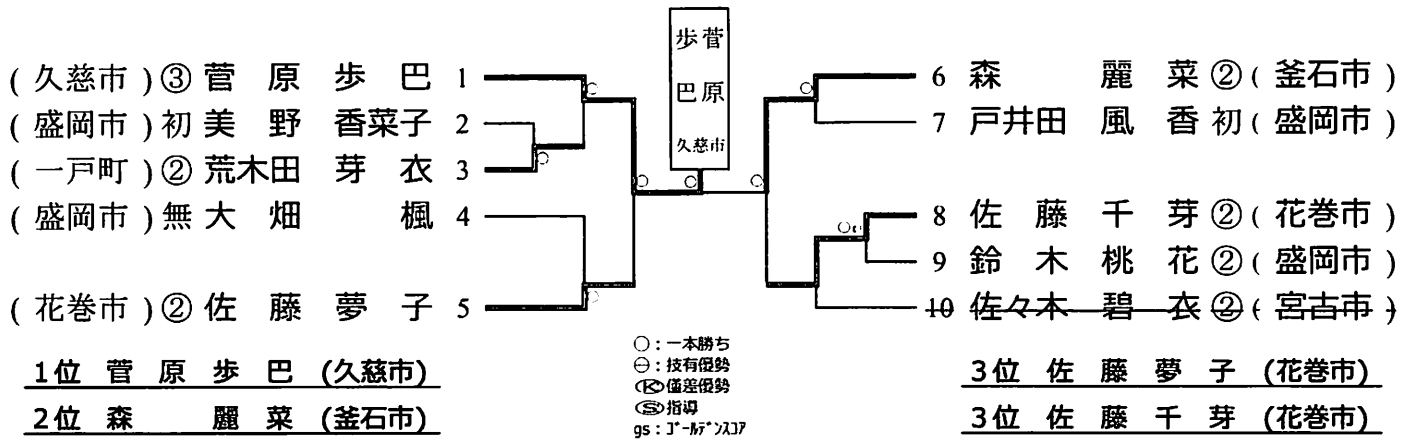 菅原
歩巴
久慈市
( 久慈市 ) ③ 菅 原 歩 巴 1
( 盛岡市 ) 初 美 野 香菜子 2
( 一戸町 ) ② 荒木田 芽 衣 3
( 盛岡市 ) 無 大 畑 楓 4
( 花巻市 ) ② 佐 藤 夢 子 5
6 森 麗 菜 ② ( 釜石市 )
7 戸井田 風 香 初 ( 盛岡市 )
8 佐 藤 千 芽 ② ( 花巻市 )
9 鈴 木 桃 花 ② ( 盛岡市 )
10 佐々木 碧 衣 ② ( 宮古市 )
○ : 一本勝ち
⊖ : 技有優勢
Ⓚ 僅差優勢
Ⓢ 指導
gs : ｺﾞｰﾙﾃﾞﾝｽｺｱ
1位 菅 原 歩 巴 (久慈市)
2位 森 麗 菜 (釜石市)
3位 佐 藤 夢 子 (花巻市)
3位 佐 藤 千 芽 (花巻市)